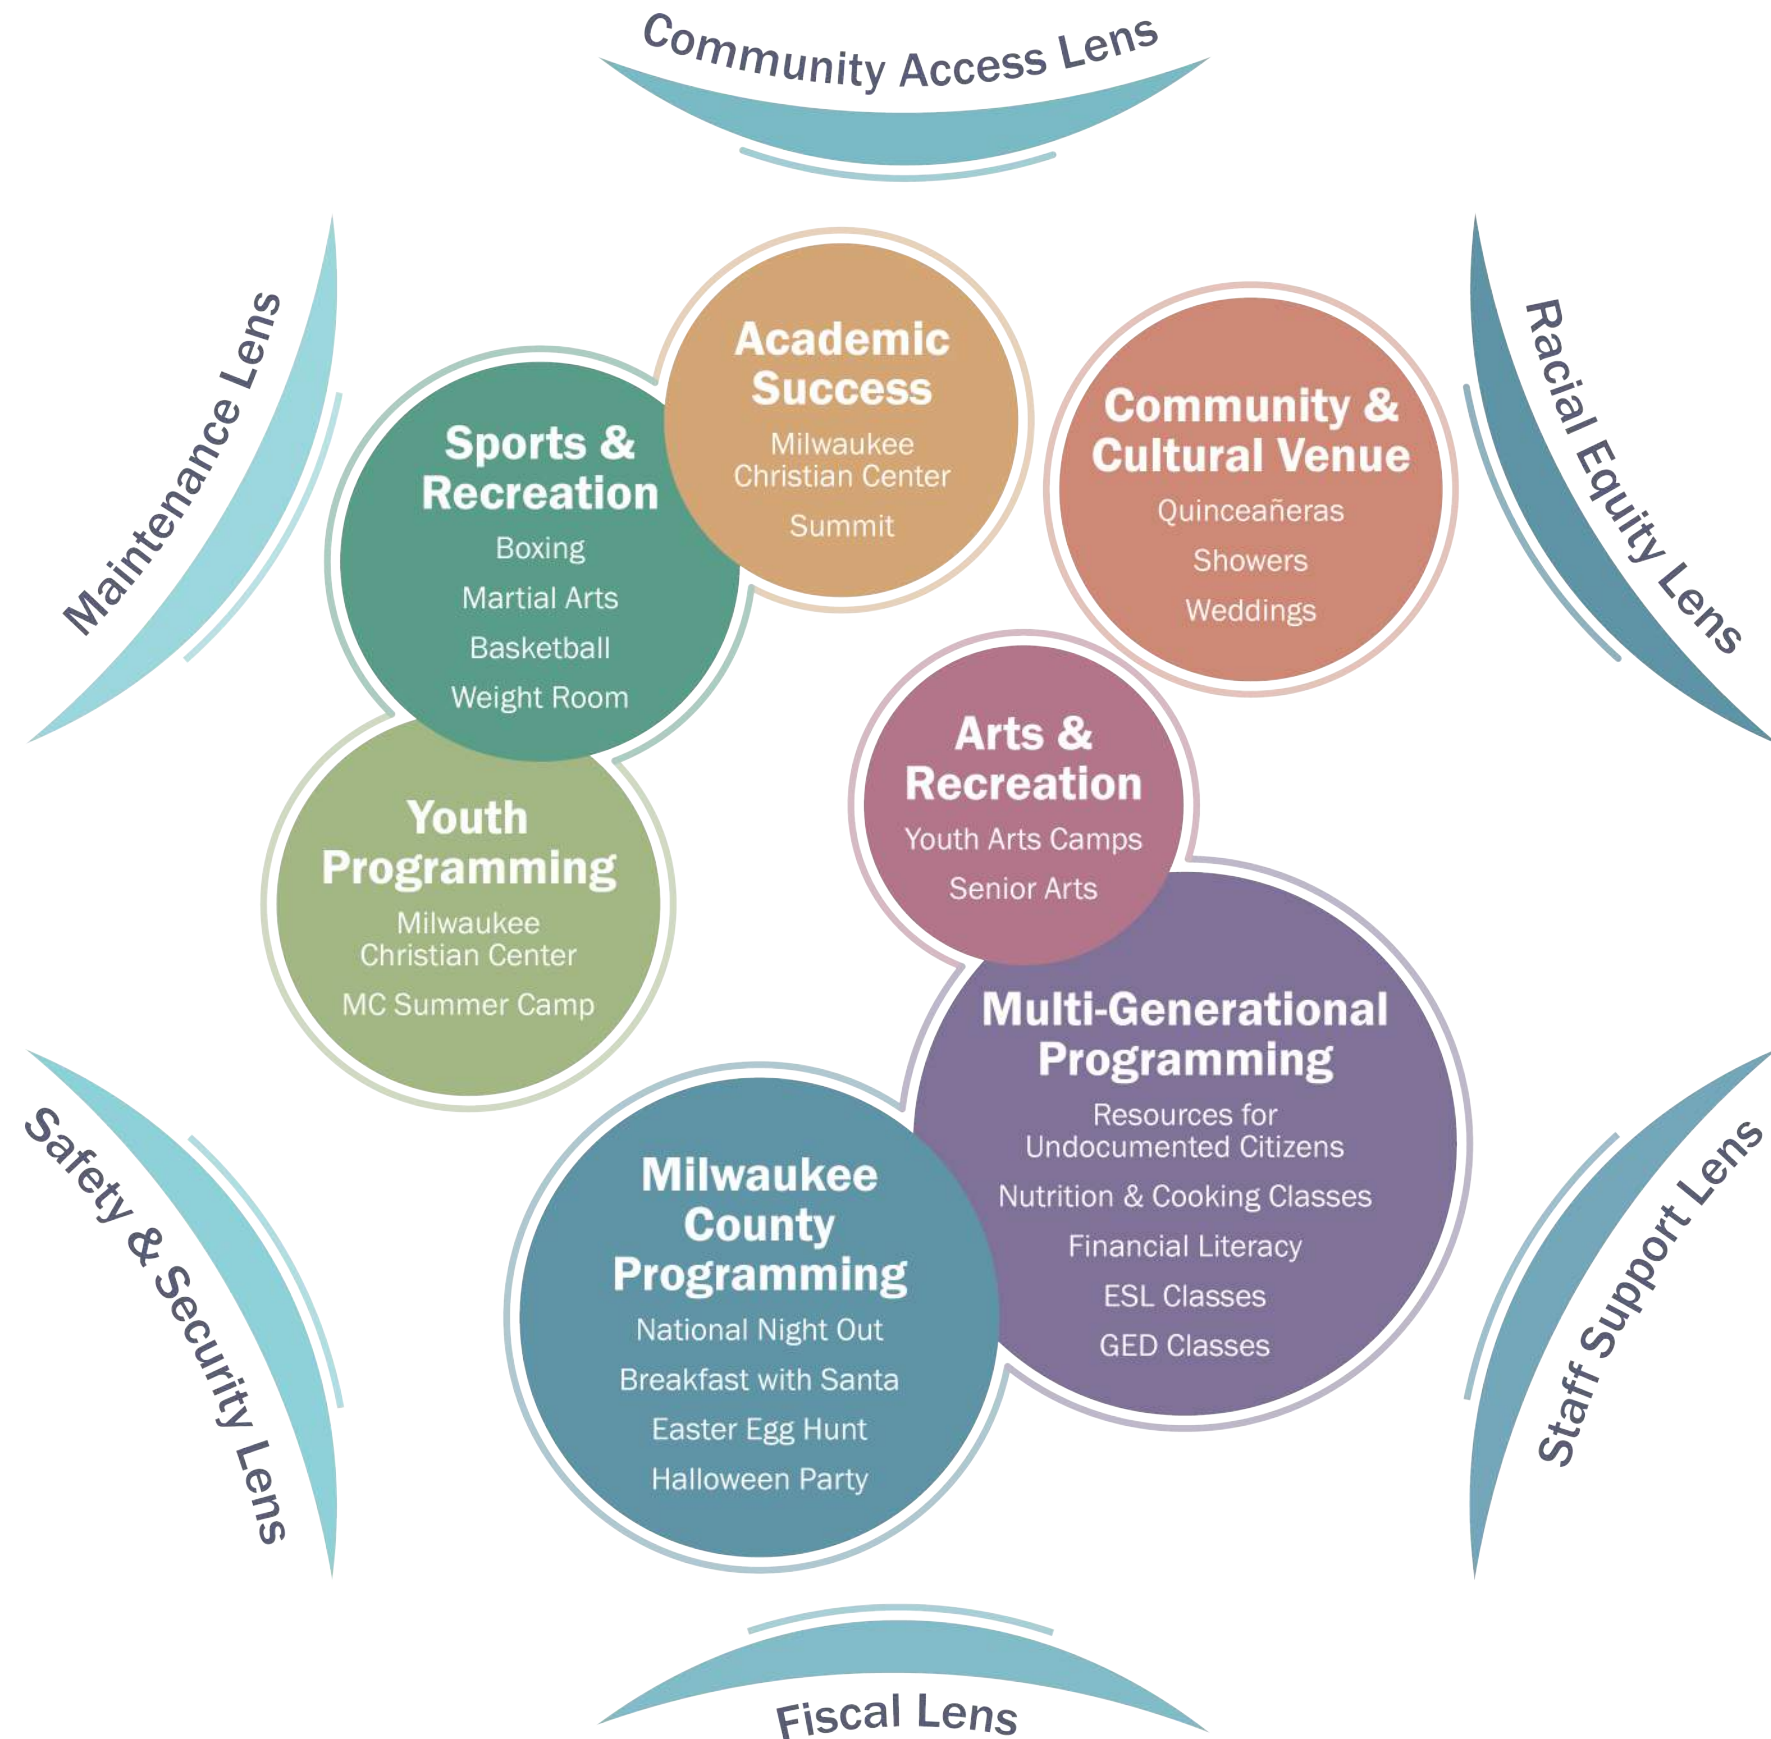 Community Access Lens
Maintenance Lens
Racial Equity Lens
Academic
Success
Milwaukee
Christian Center
Summit
Community &
Cultural Venue
Quinceañeras
Showers
Weddings
Sports &
Recreation
Boxing
Martial Arts
Basketball
Weight Room
Arts &
Recreation
Youth Arts Camps
Senior Arts
Youth
Programming
Milwaukee
Christian Center
MC Summer Camp
Multi-Generational
Programming
Resources for
Undocumented Citizens
Nutrition & Cooking Classes
Financial Literacy
ESL Classes
GED Classes
Milwaukee
County
Programming
National Night Out
Breakfast with Santa
Easter Egg Hunt
Halloween Party
Safety & Security Lens
Staff Support Lens
Fiscal Lens